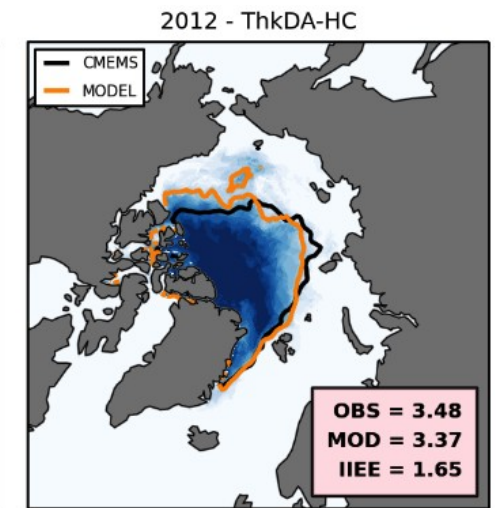 2012 - ThkDA-HC
CMEMS
MODEL
OBS = 3.48
MOD = 3.37
IIEE = 1.65